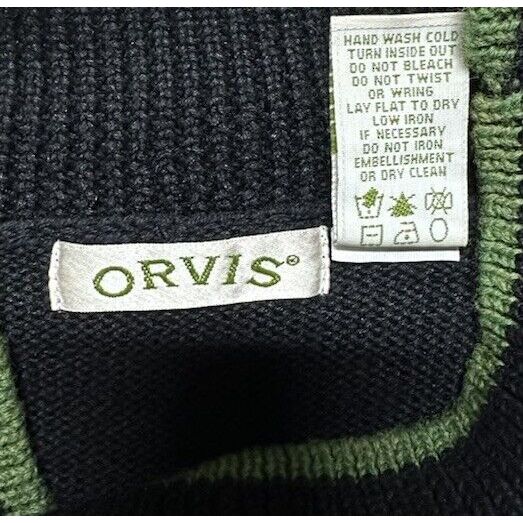 HAND WASH COLD
TURN INSIDE OUT
DO NOT BLEACH
DO NOT TWIST
OR WRING
LAY FLAT TO DRY
LOW IRON
IF NECESSARY
DO NOT IRON
EMBELLISHMENT
OR DRY CLEAN
ORVIS®